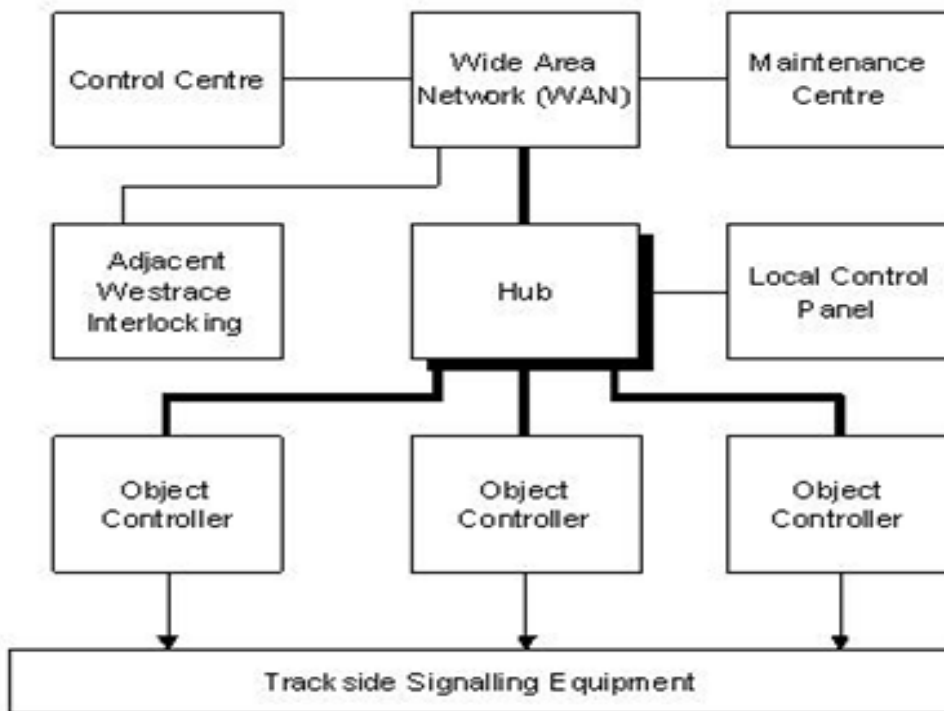 Control Centre
Wide Area
Network (WAN)
Maintenance
Centre
Adjacent
Westrace
Interlocking
Hub
Local Control
Panel
Object
Controller
Object
Controller
Object
Controller
Trackside Signalling Equipment